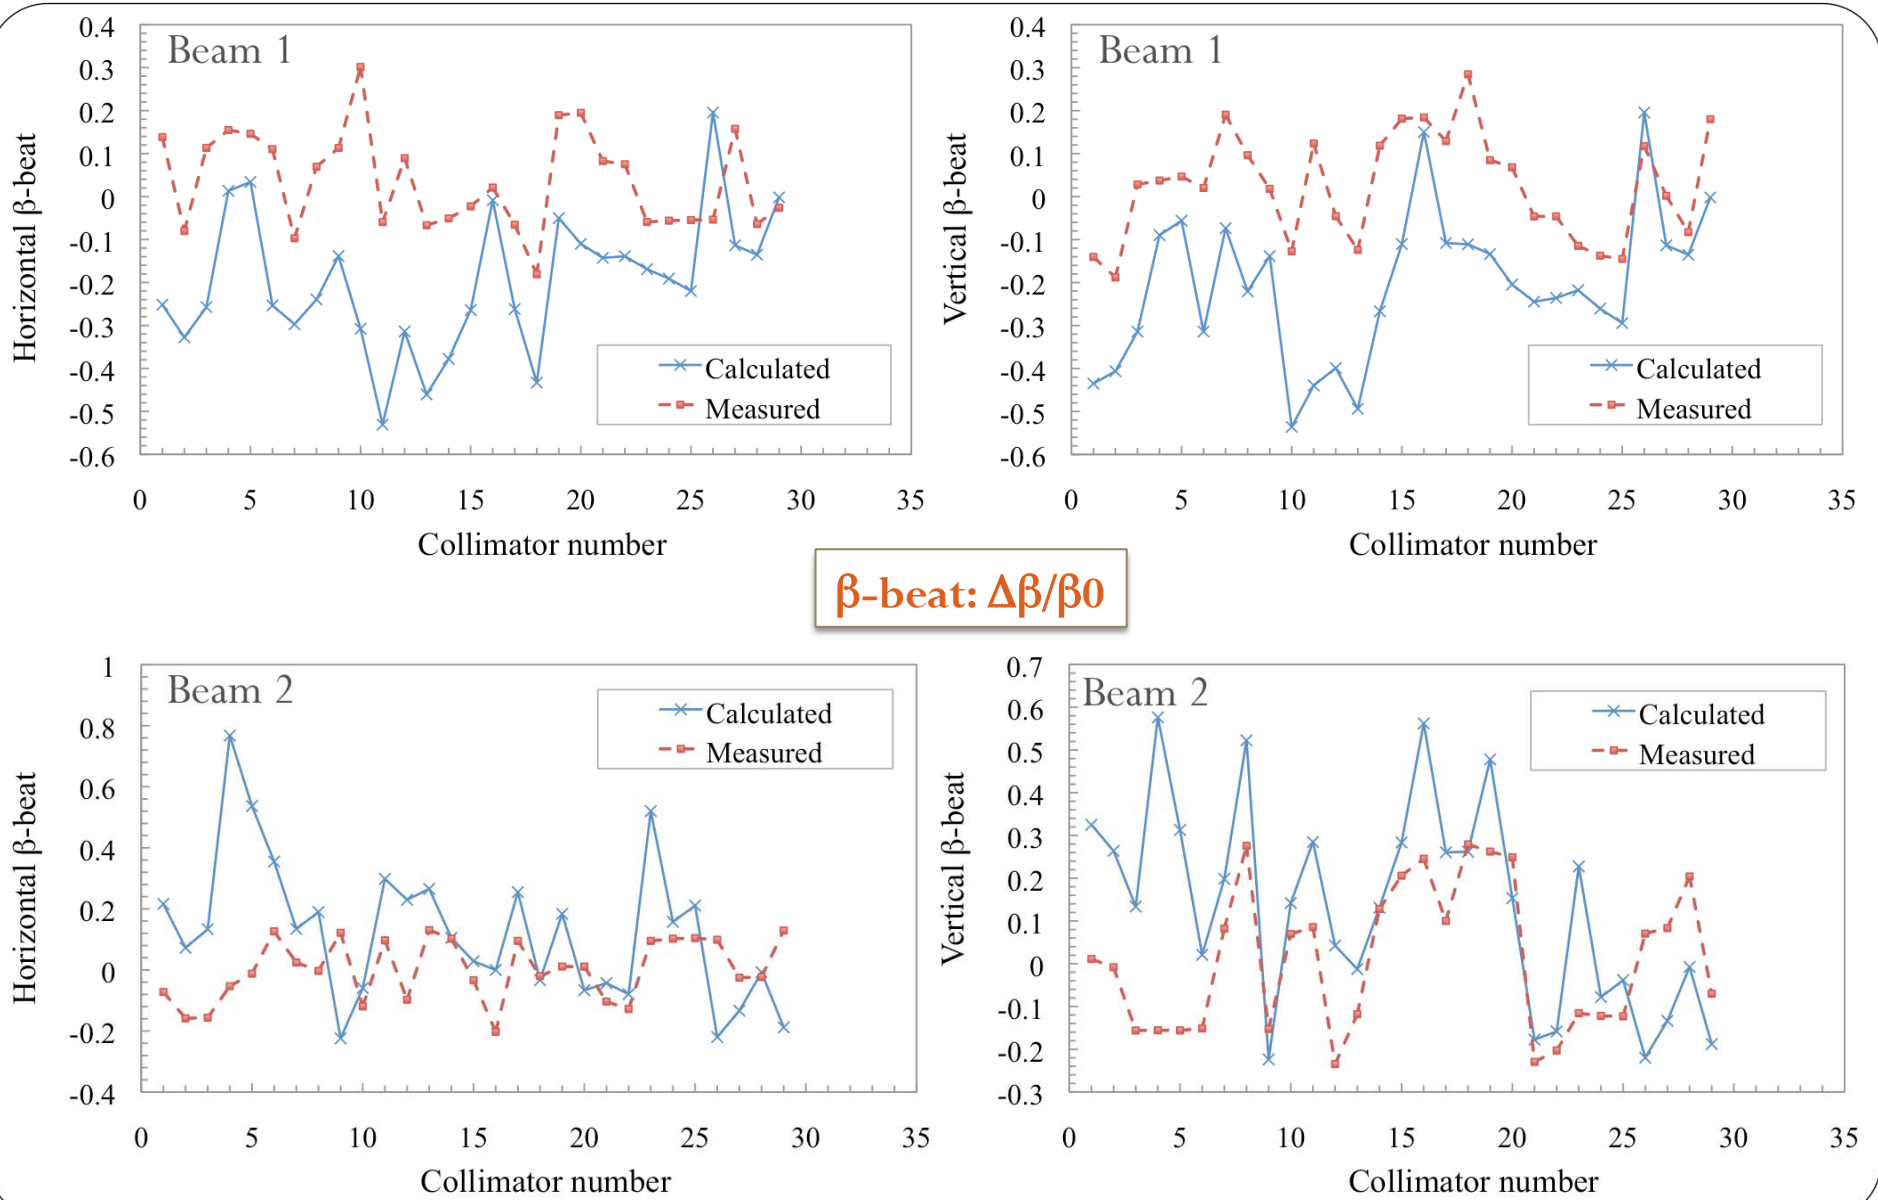 Beam 1
Horizontal β-beat
0.4
0.3
0.2
0.1
0
-0.1
-0.2
-0.3
-0.4
-0.5
-0.6
Calculated
Measured
0 5 10 15 20 25 30 35
Collimator number
Beam 1
Vertical β-beat
0.4
0.3
0.2
0.1
0
-0.1
-0.2
-0.3
-0.4
-0.5
-0.6
Calculated
Measured
0 5 10 15 20 25 30 35
Collimator number
β-beat: Δβ/β0
Beam 2
Horizontal β-beat
1
0.8
0.6
0.4
0.2
0
-0.2
-0.4
Calculated
Measured
0 5 10 15 20 25 30 35
Collimator number
Beam 2
Vertical β-beat
0.7
0.6
0.5
0.4
0.3
0.2
0.1
0
-0.1
-0.2
-0.3
Calculated
Measured
0 5 10 15 20 25 30 35
Collimator number